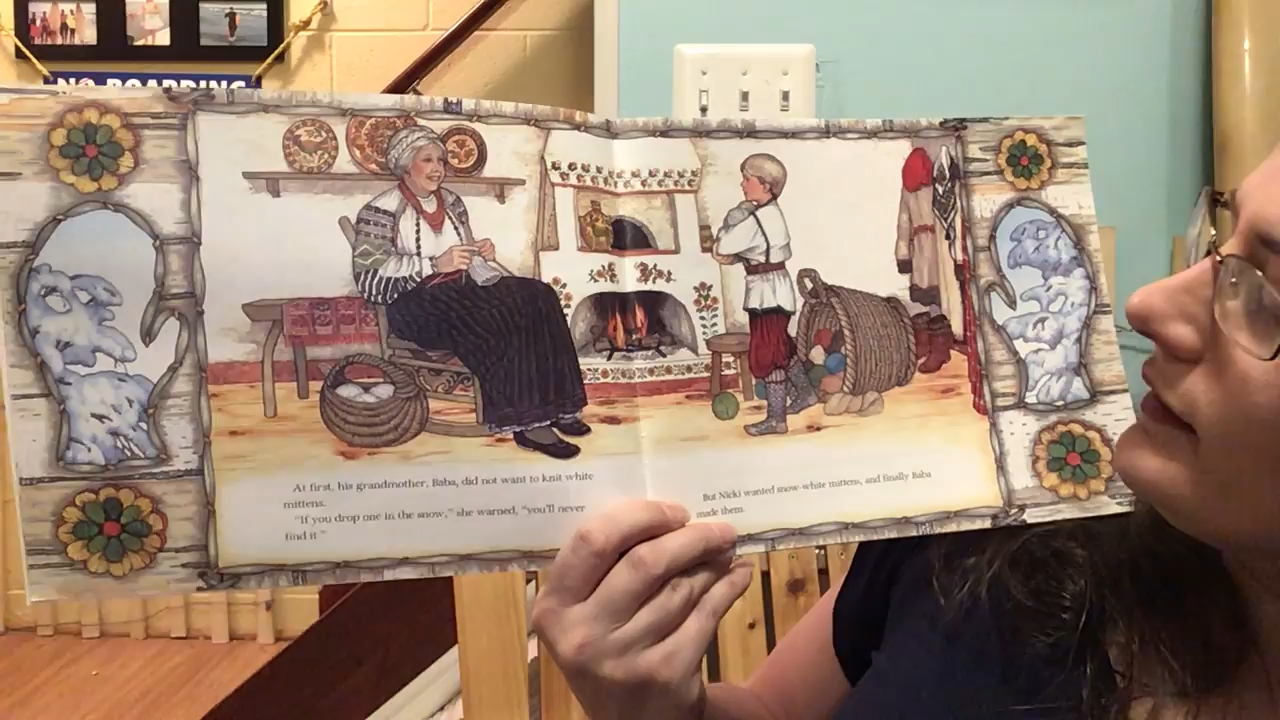 NO BOARDING
At first, his grandmother, Baba, did not want to knit white
mittens.
"If you drop one in the snow," she warned, "you'll never
find it."
But Nicki wanted snow-white mittens, and finally Baba
made them.